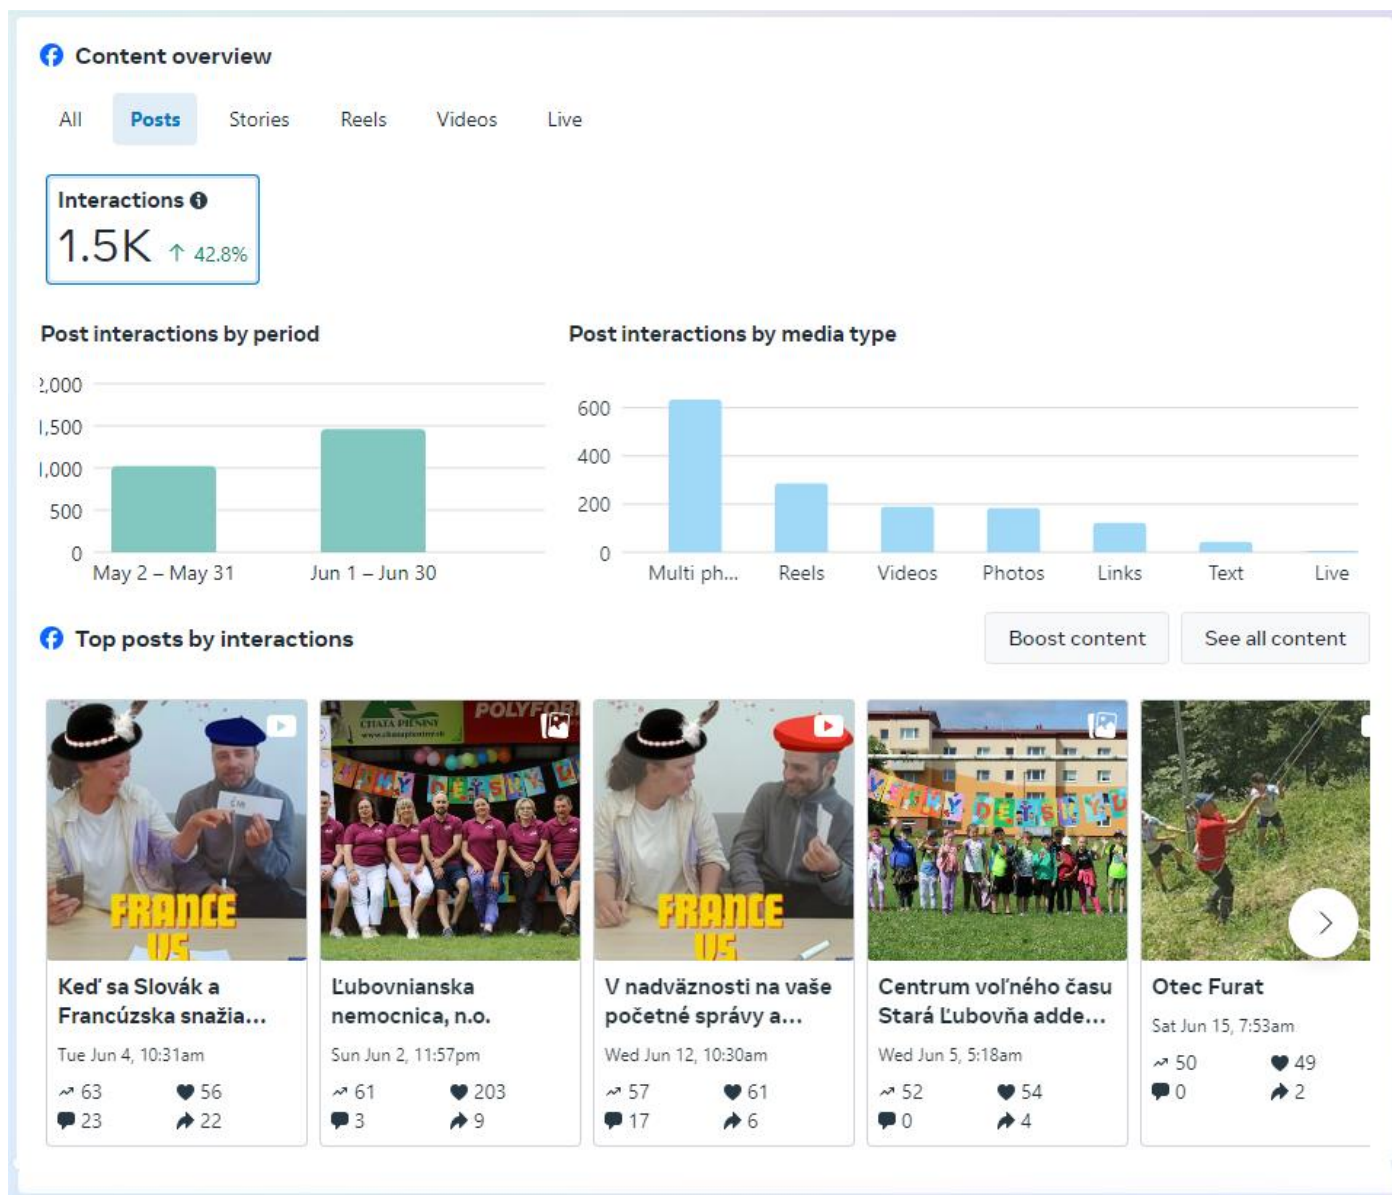 Content overview
All Posts Stories Reels Videos Live
Interactions
1.5K ↑ 42.8%
Post interactions by period
Post interactions by media type
2,000
1,500
1,000
500
0
May 2 – May 31 Jun 1 – Jun 30
600
400
200
0
Multi ph... Reels Videos Photos Links Text Live
Top posts by interactions
Boost content See all content
FRANCE
VS
CHATA PIENINY
www.chatapieniny.sk
POLYFOR
FRANCE
VS
Keď sa Slovák a
Francúzska snažia...
Tue Jun 4, 10:31am
63 56
23 22
Ľubovnianska
nemocnica, n.o.
Sun Jun 2, 11:57pm
61 203
3 9
V nadväznosti na vaše
početné správy a...
Wed Jun 12, 10:30am
57 61
17 6
Centrum voľného času
Stará Ľubovňa adde...
Wed Jun 5, 5:18am
52 54
0 4
Otec Furat
Sat Jun 15, 7:53am
50 49
0 2